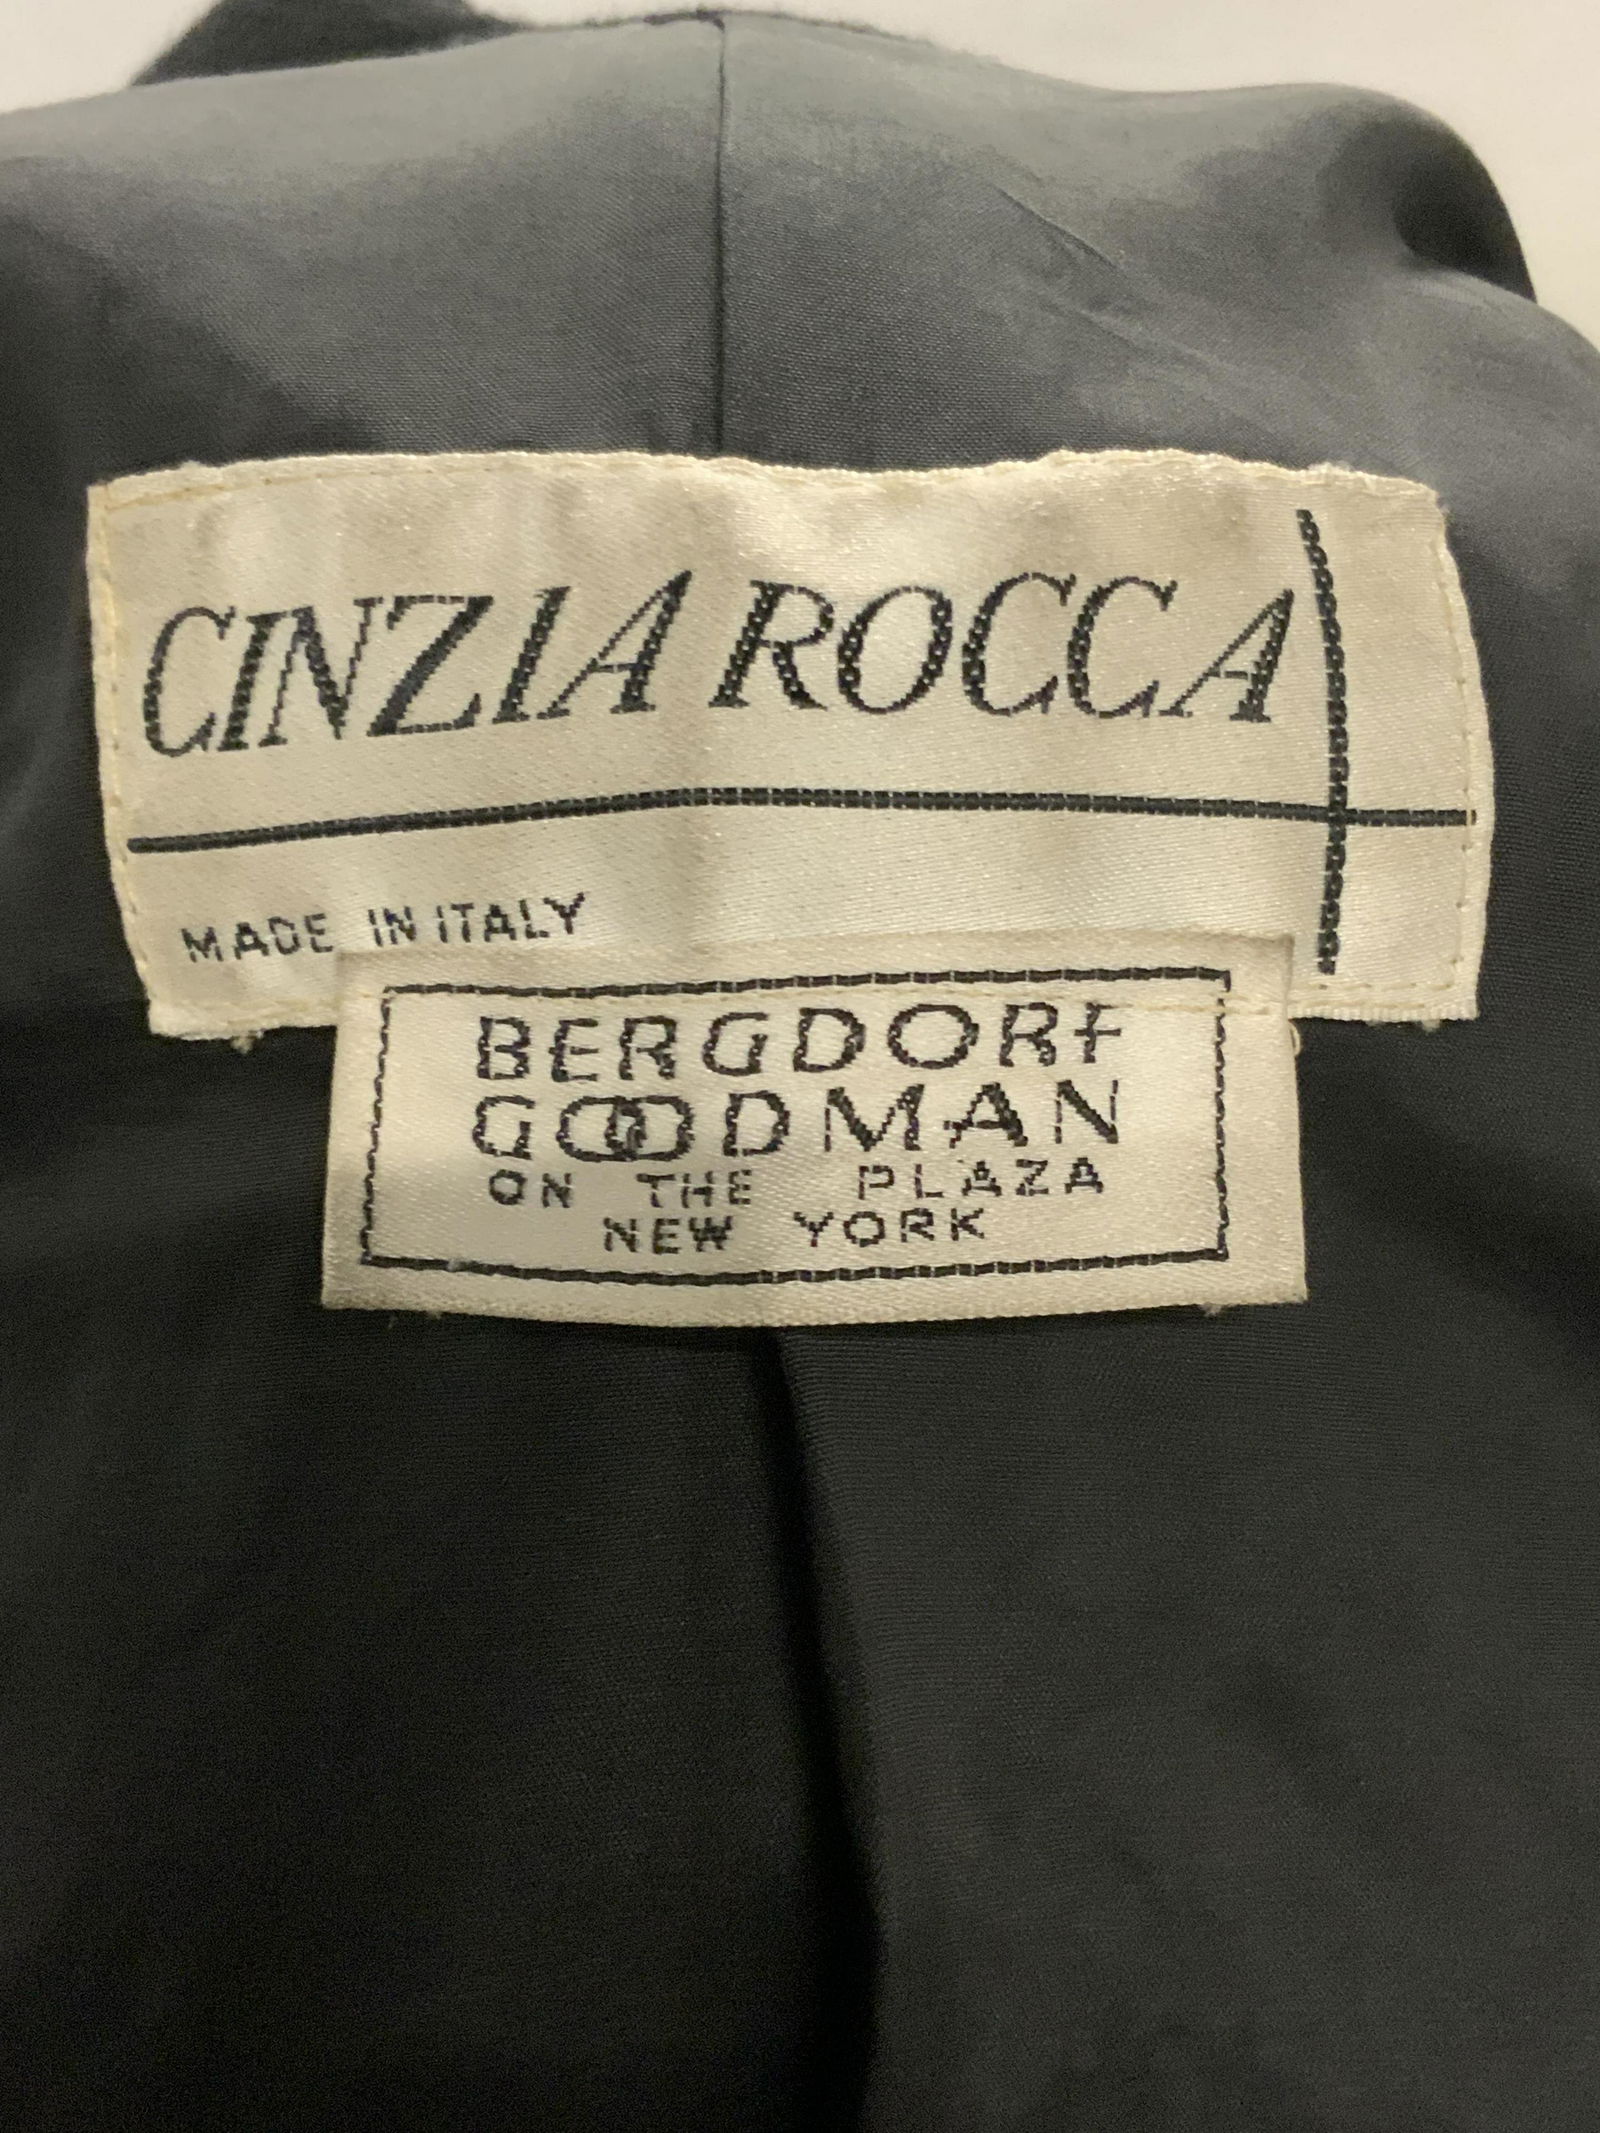 CINZIA ROCCA
MADE IN ITALY
BERGDORF
GOODMAN
ON THE PLAZA
NEW YORK